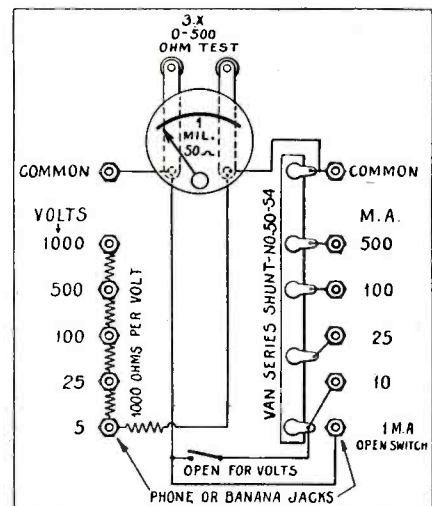 3.X
0-500
OHM TEST
1
MIL.
50Ω
COMMON
COMMON
VOLTS
M.A.
1000
500
500
100
100
25
25
10
5
1 M.A
OPEN SWITCH
1000 OHMS PER VOLT
VAN SERIES SHUNT-NO.50-54
OPEN FOR VOLTS
PHONE OR BANANA JACKS